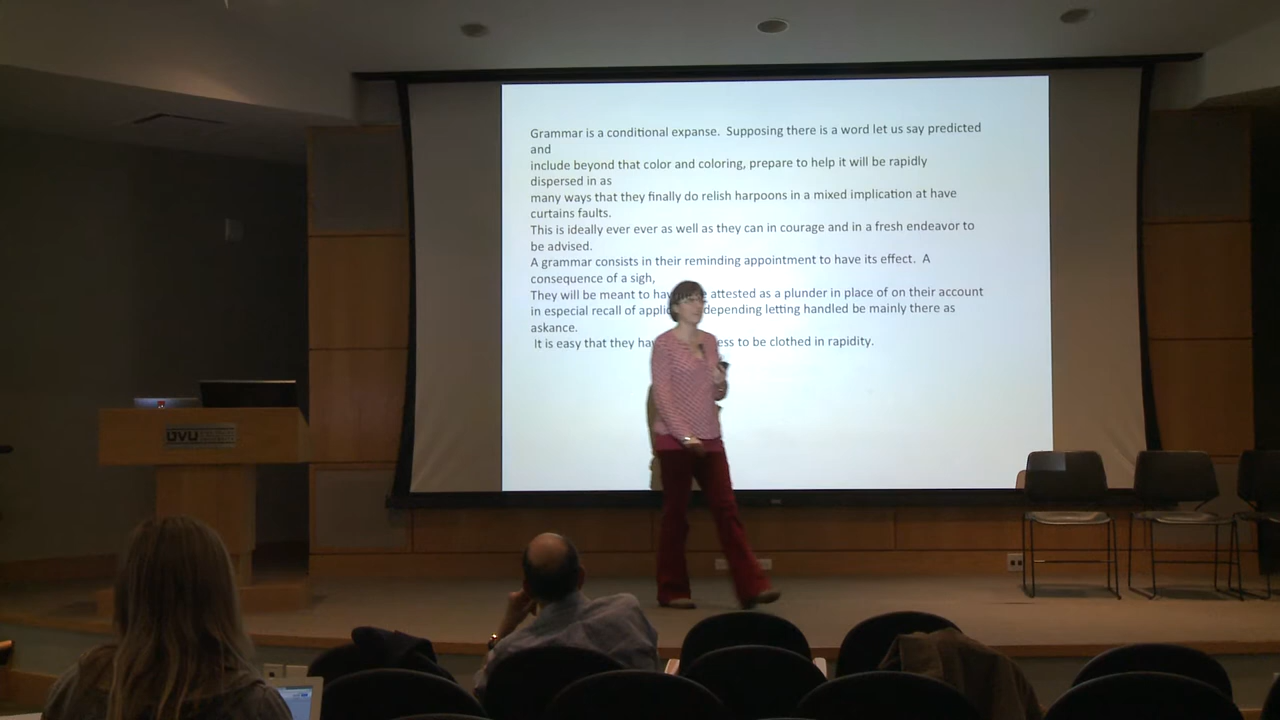 Grammar is a conditional expanse.  Supposing there is a word let us say predicted
and
include beyond that color and coloring, prepare to help it will be rapidly
dispersed in as
many ways that they finally do relish harpoons in a mixed implication at have
curtains faults.
This is ideally ever ever as well as they can in courage and in a fresh endeavor to
be advised.
A grammar consists in their reminding appointment to have its effect.  A
consequence of a sigh,
They will be meant to attested as a plunder in place of on their account
in especial recall of depending letting handled be mainly there as
askance.
It is easy that they to be clothed in rapidity.
UVU